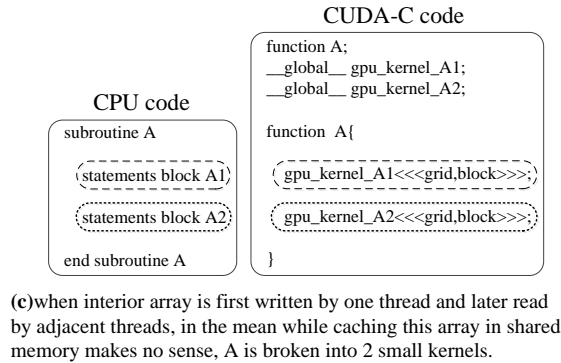 CUDA-C code
function A;
__global__ gpu_kernel_A1;
__global__ gpu_kernel_A2;
CPU code
subroutine A
function A{
statements block A1
gpu_kernel_A1<<<grid,block>>>;
statements block A2
gpu_kernel_A2<<<grid,block>>>;
end subroutine A
}
(c)when interior array is first written by one thread and later read
by adjacent threads, in the mean while caching this array in shared
memory makes no sense, A is broken into 2 small kernels.